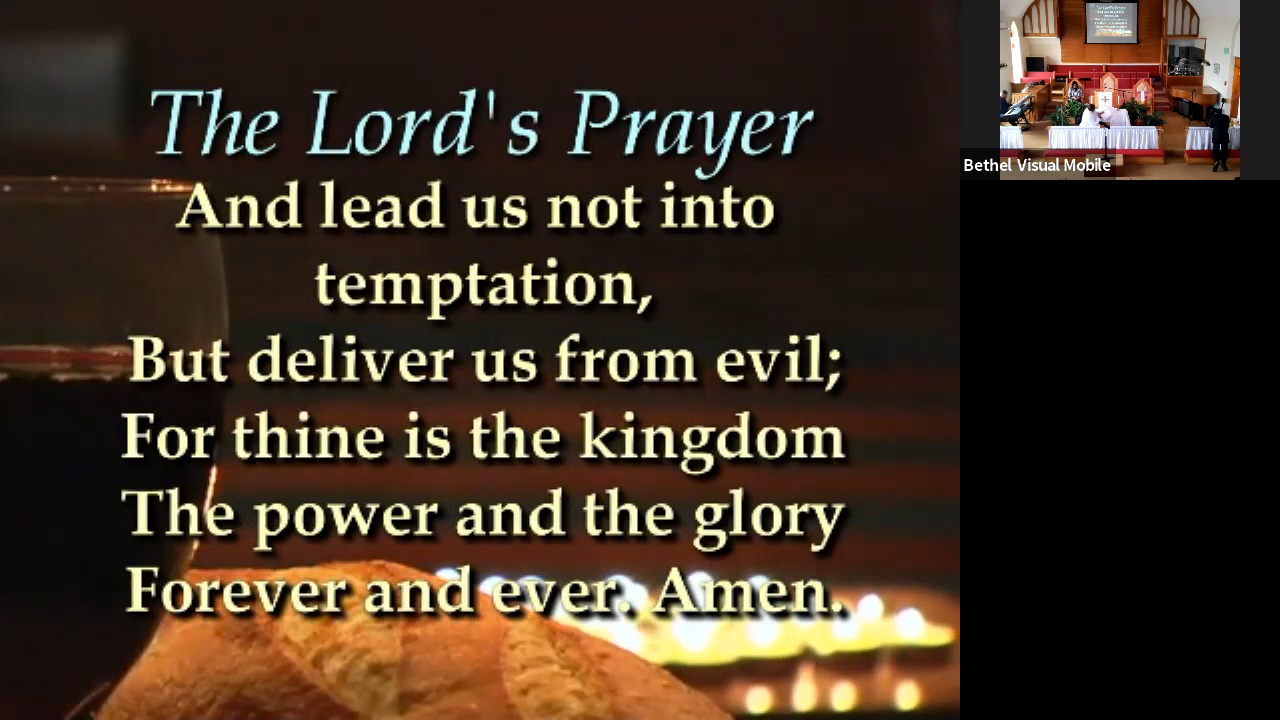 The Lord's Prayer
And lead us not into
temptation,
But deliver us from evil;
For thine is the kingdom
The power and the glory
Forever and ever. Amen.
Bethel Visual Mobile